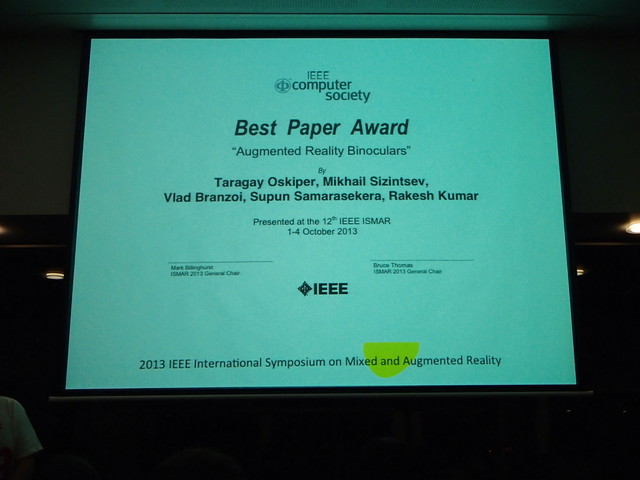 IEEE
computer
society
Best Paper Award
“Augmented Reality Binoculars”
By
Taragay Oskiper, Mikhail Sizintsev,
Vlad Branzoi, Supun Samarasekera, Rakesh Kumar
Presented at the 12th IEEE ISMAR
1-4 October 2013
Mark Billinghurst
ISMAR 2013 General Chair
Bruce Thomas
ISMAR 2013 General Chair
IEEE
2013 IEEE International Symposium on Mixed and Augmented Reality